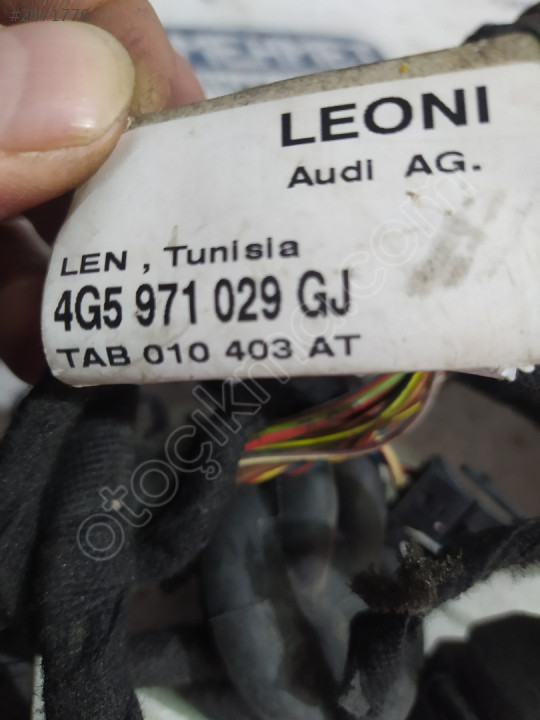 LEONI
Audi AG.
LEN , Tunisia
4G5 971 029 GJ
TAB 010 403 AT
otoçıkma.com